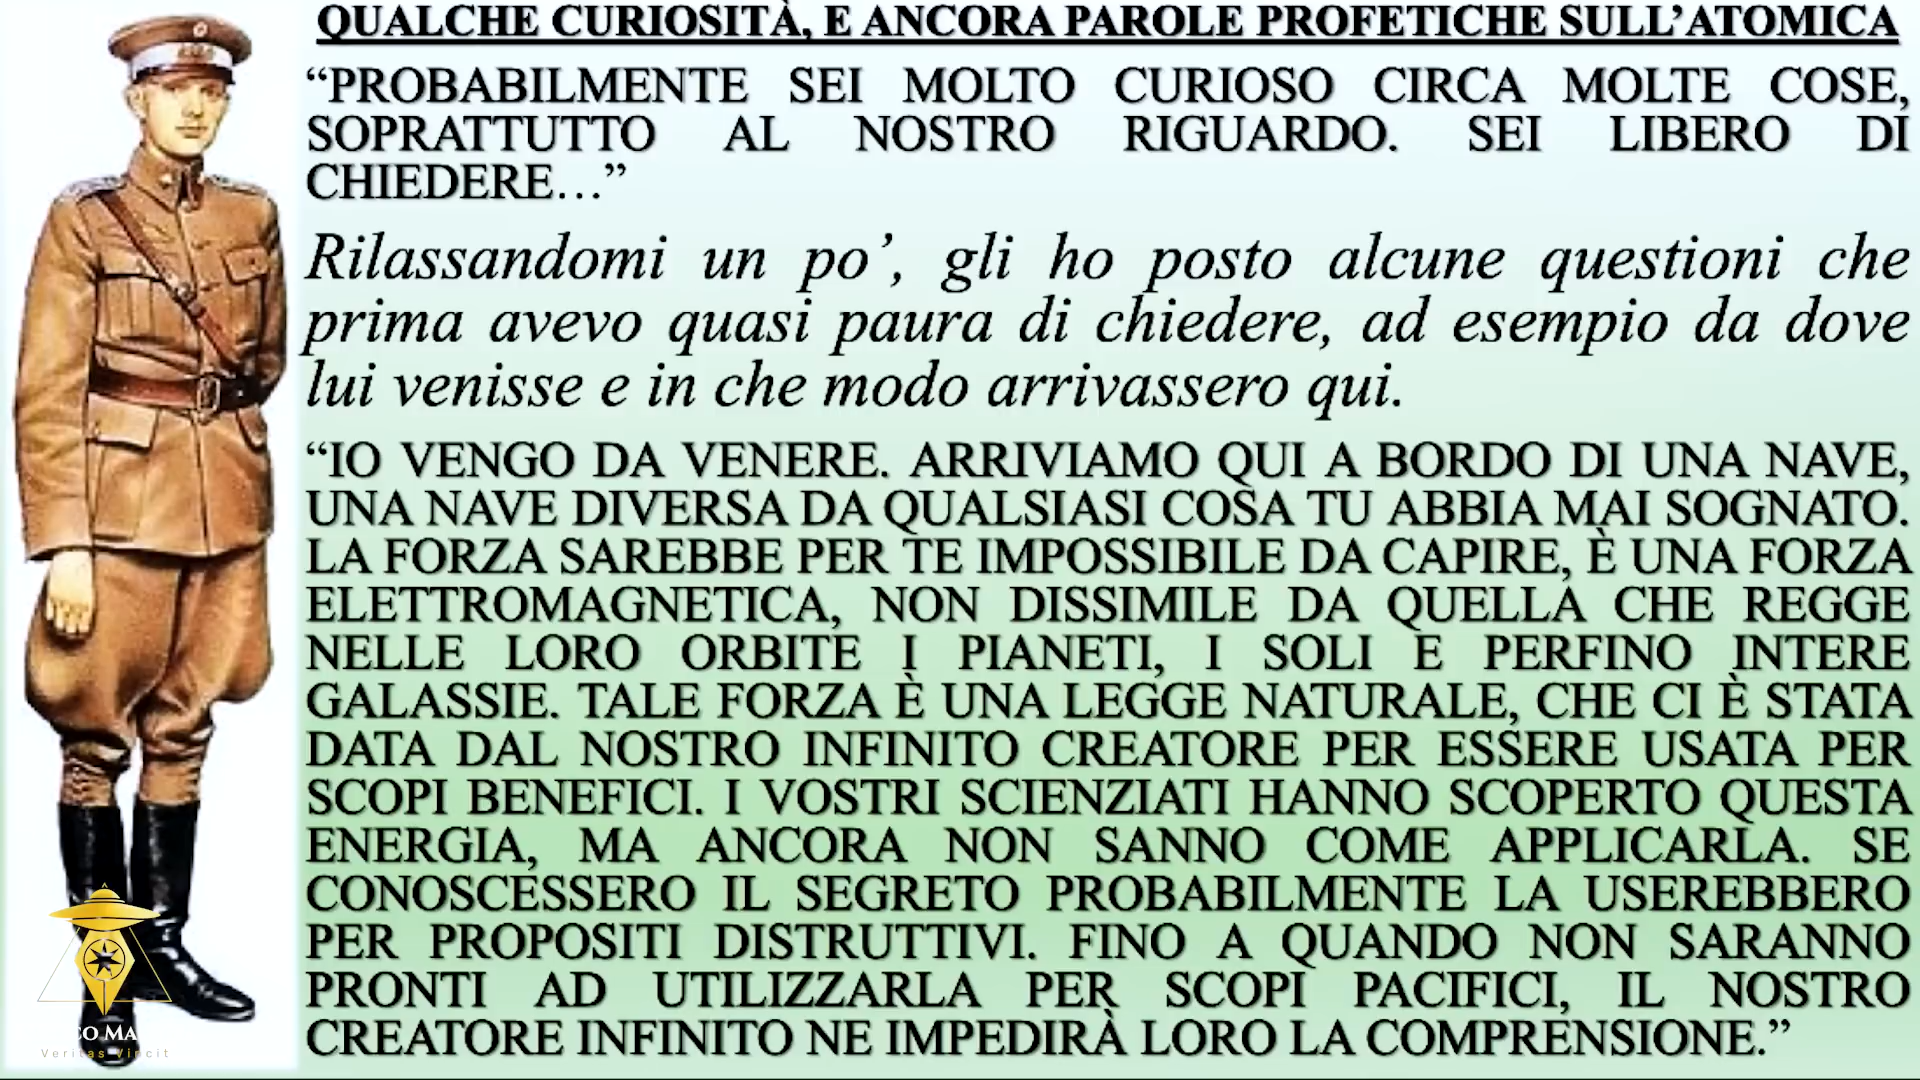 QUALCHE CURIOSITÀ, E ANCORA PAROLE PROFETICHE SULL’ATOMICA
“PROBABILMENTE SEI MOLTO CURIOSO CIRCA MOLTE COSE,
SOPRATTUTTO AL NOSTRO RIGUARDO. SEI LIBERO DI
CHIEDERE…”
Rilassandomi un po’, gli ho posto alcune questioni che
prima avevo quasi paura di chiedere, ad esempio da dove
lui venisse e in che modo arrivassero qui.
“IO VENGO DA VENERE. ARRIVIAMO QUI A BORDO DI UNA NAVE,
UNA NAVE DIVERSA DA QUALSIASI COSA TU ABBIA MAI SOGNATO.
LA FORZA SAREBBE PER TE IMPOSSIBILE DA CAPIRE, È UNA FORZA
ELETTROMAGNETICA, NON DISSIMILE DA QUELLA CHE REGGE
NELLE LORO ORBITE I PIANETI, I SOLI E PERFINO INTERE
GALASSIE. TALE FORZA È UNA LEGGE NATURALE, CHE CI È STATA
DATA DAL NOSTRO INFINITO CREATORE PER ESSERE USATA PER
SCOPI BENEFICI. I VOSTRI SCIENZIATI HANNO SCOPERTO QUESTA
ENERGIA, MA ANCORA NON SANNO COME APPLICARLA. SE
CONOSCESSERO IL SEGRETO PROBABILMENTE LA USEREBBERO
PER PROPOSITI DISTRUTTIVI. FINO A QUANDO NON SARANNO
PRONTI AD UTILIZZARLA PER SCOPI PACIFICI, IL NOSTRO
CREATORE INFINITO NE IMPEDIRÀ LORO LA COMPRENSIONE.”
Veritas Vincit